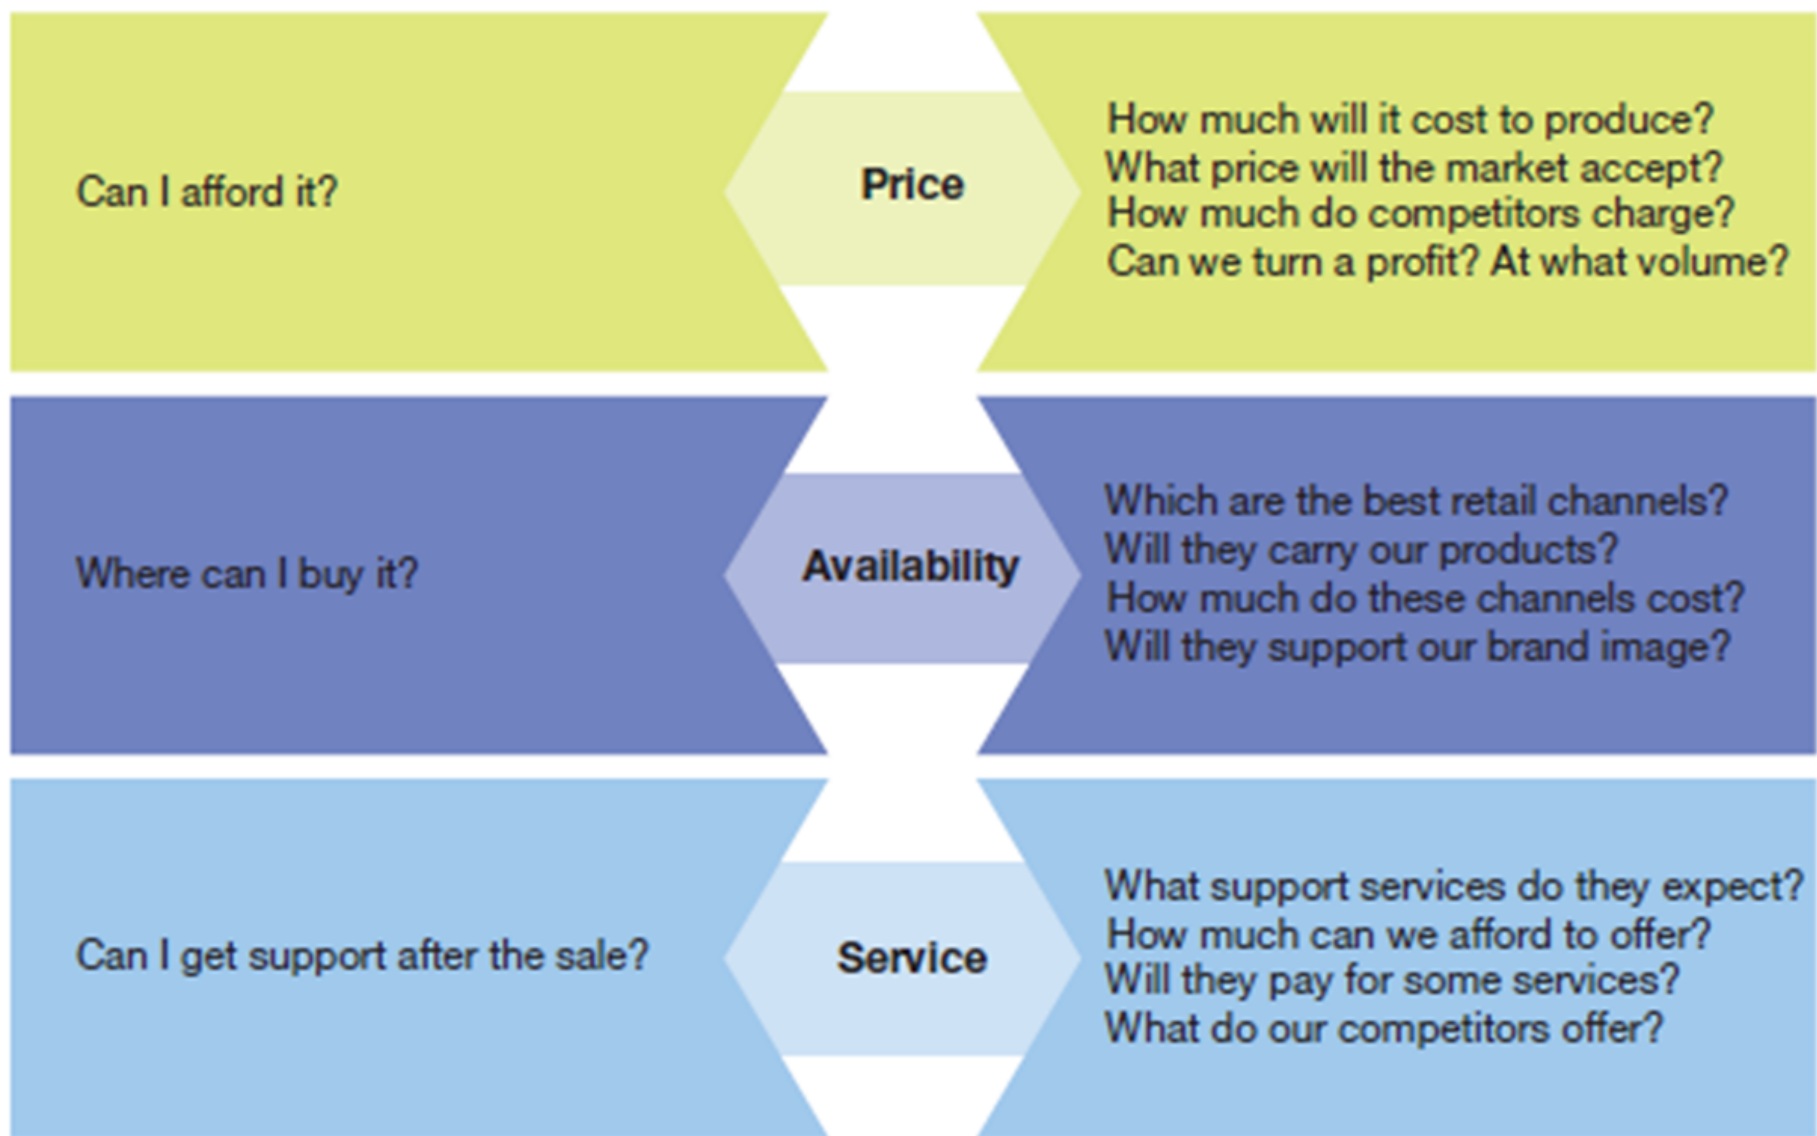 Can I afford it?
Price
How much will it cost to produce?
What price will the market accept?
How much do competitors charge?
Can we turn a profit? At what volume?
Where can I buy it?
Availability
Which are the best retail channels?
Will they carry our products?
How much do these channels cost?
Will they support our brand image?
Can I get support after the sale?
Service
What support services do they expect?
How much can we afford to offer?
Will they pay for some services?
What do our competitors offer?